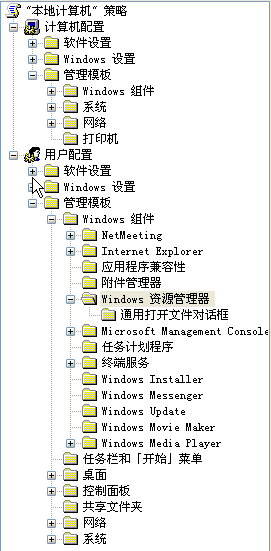 “本地计算机” 策略
计算机配置
软件设置
Windows 设置
管理模板
Windows 组件
系统
网络
打印机
用户配置
软件设置
Windows 设置
管理模板
Windows 组件
NetMeeting
Internet Explorer
应用程序兼容性
附件管理器
Windows 资源管理器
通用打开文件对话框
Microsoft Management Console
任务计划程序
终端服务
Windows Installer
Windows Messenger
Windows Update
Windows Movie Maker
Windows Media Player
任务栏和「开始」菜单
桌面
控制面板
共享文件夹
网络
系统